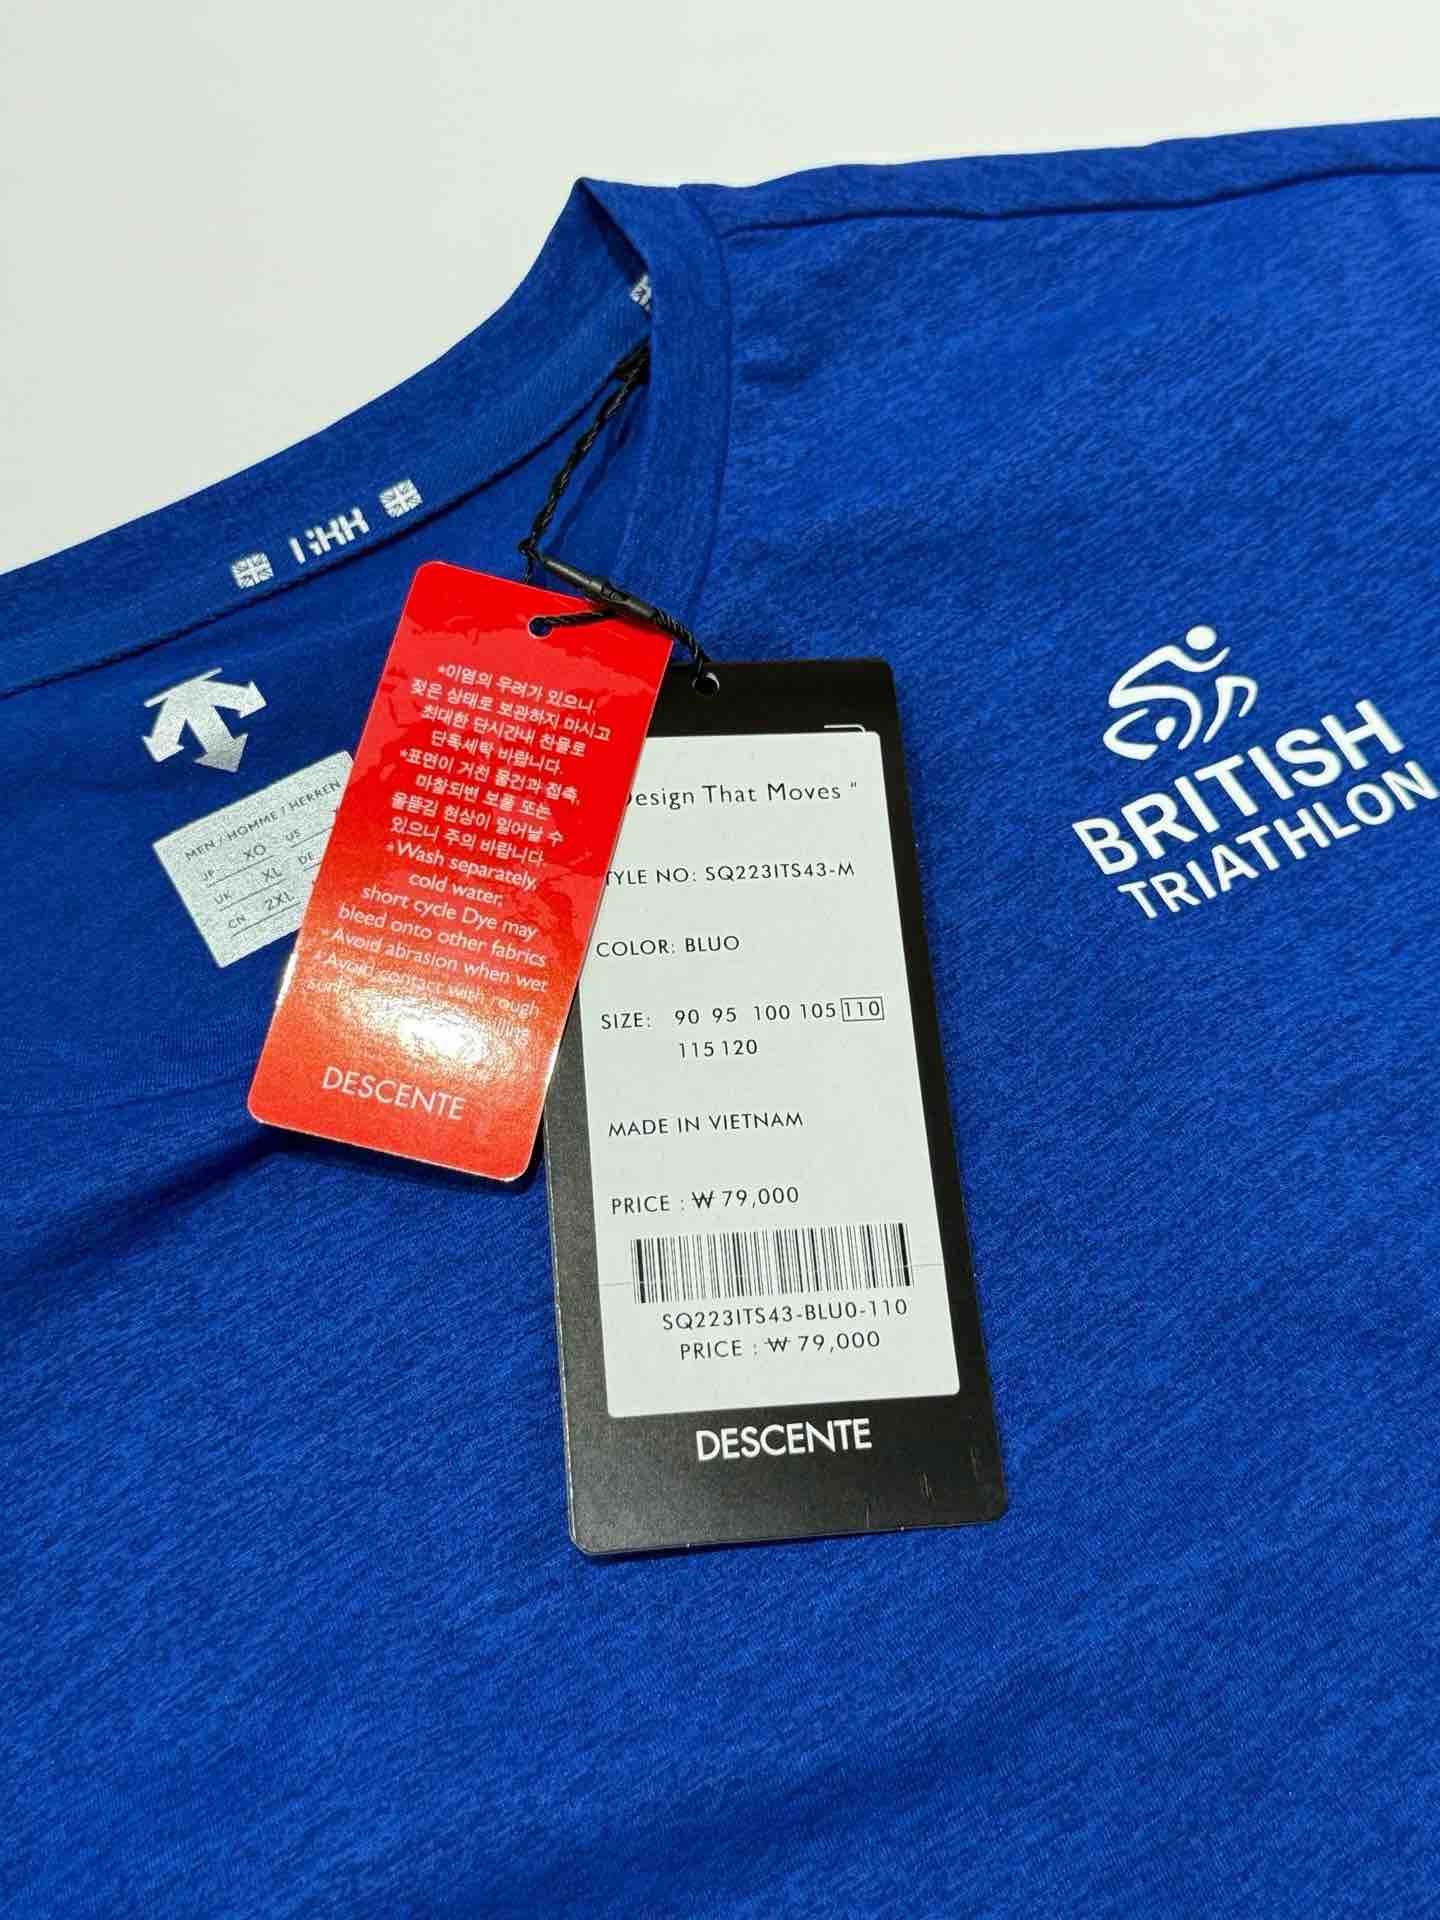 MEN / HOMME / HERREN
JP XO US
UK XL DE
CN 2XL
*이염의 우려가 있으니,
젖은 상태로 보관하지 마시고
최대한 단시간내 찬물로
단독세탁 바랍니다.
*표면이 거친 물건과 접촉,
마찰되변 보풀 또는
올뜯김 현상이 일어날 수
있으니 주의 바랍니다.
*Wash separately,
cold water,
short cycle Dye may
bleed onto other fabrics
*Avoid abrasion when wet
*Avoid contact with rough
DESCENTE
Design That Moves "
TYLE NO: SQ223ITS43-M
COLOR: BLUO
SIZE: 90 95 100 105 110
115 120
MADE IN VIETNAM
PRICE : ₩ 79,000
SQ223ITS43-BLU0-110
PRICE : ₩ 79,000
DESCENTE
BRITISH
TRIATHLON